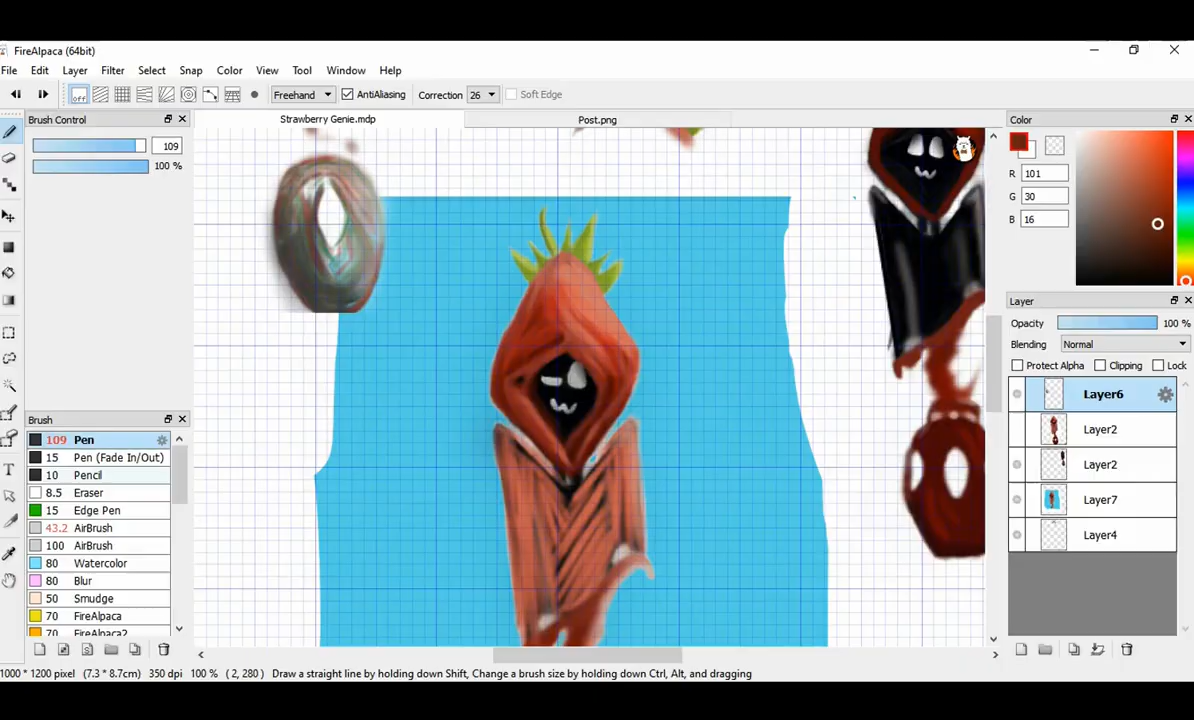 FireAlpaca (64bit)
File Edit Layer Filter Select Snap Color View Tool Window Help
off Freehand AntiAliasing Correction 26 Soft Edge
Brush Control
109
100 %
Strawberry Genie.mdp Post.png
Color
R 101
G 30
B 16
Layer
Opacity 100 %
Blending Normal
Protect Alpha Clipping Lock
Layer6
Layer2
Layer2
Layer7
Layer4
Brush
109 Pen
15 Pen (Fade In/Out)
10 Pencil
8.5 Eraser
15 Edge Pen
43.2 AirBrush
100 AirBrush
80 Watercolor
80 Blur
50 Smudge
70 FireAlpaca
70 FireAlpaca2
1000 * 1200 pixel (7.3 * 8.7cm) 350 dpi 100 % ( 2, 280 ) Draw a straight line by holding down Shift, Change a brush size by holding down Ctrl, Alt, and dragging